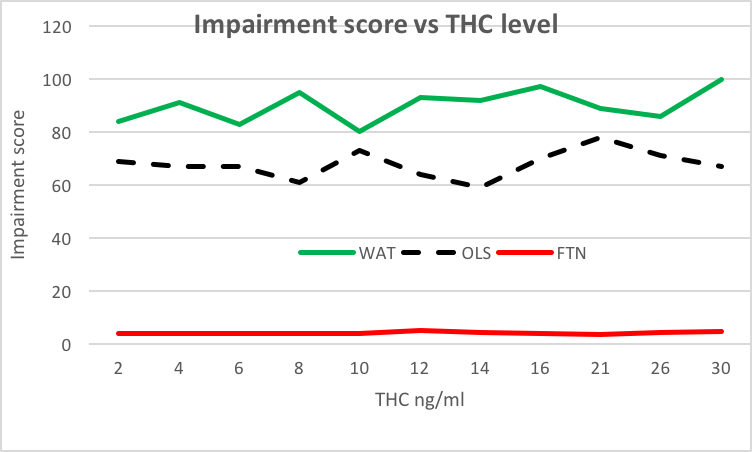 Impairment score vs THC level
120
100
80
60
40
20
0
Impairment score
WAT OLS FTN
2 4 6 8 10 12 14 16 21 26 30
THC ng/ml